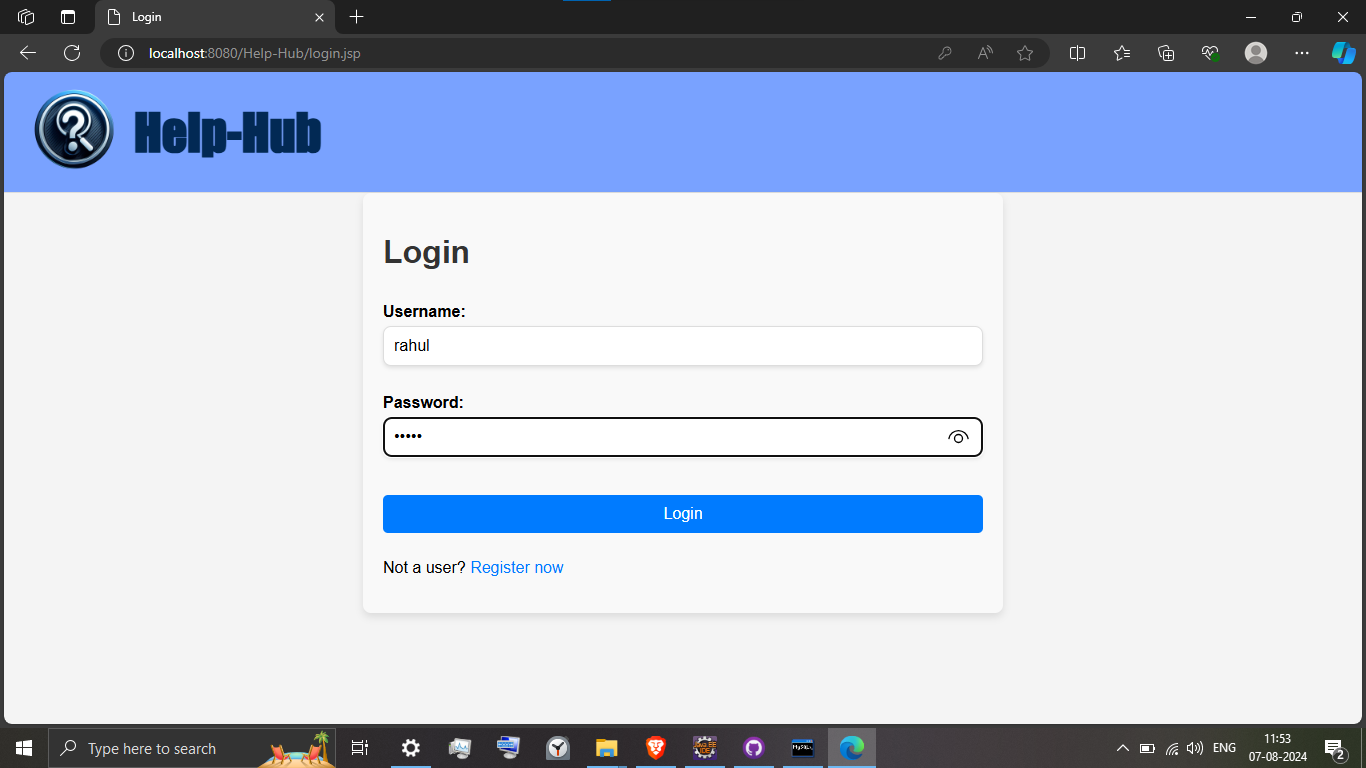 Login
localhost:8080/Help-Hub/login.jsp
Help-Hub
Login
Username:
rahul
Password:
•••••
Login
Not a user? Register now
Type here to search
ENG
11:53
07-08-2024
2